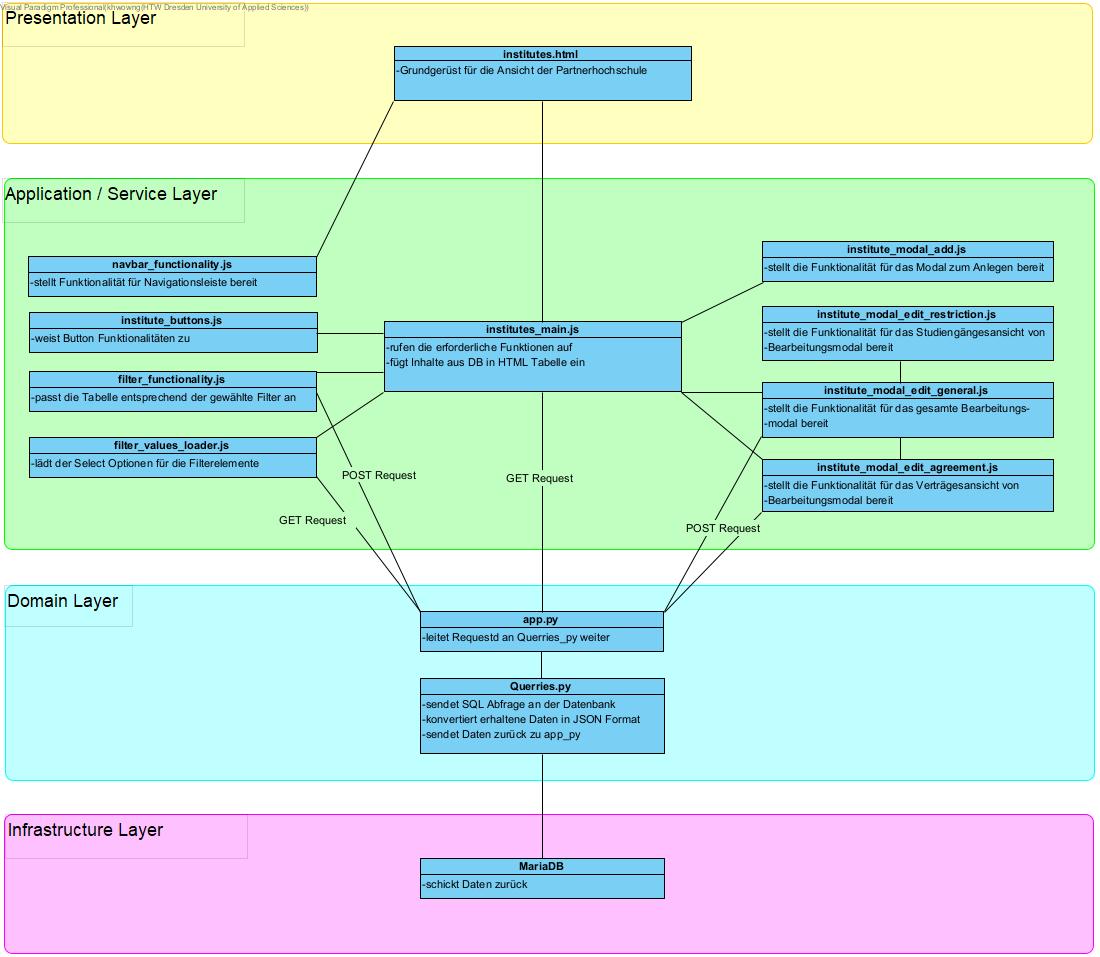 Visual Paradigm Professional(khwowng(HTW Dresden University of Applied Sciences))
Presentation Layer
institutes.html
-Grundgerüst für die Ansicht der Partnerhochschule
Application / Service Layer
navbar_functionality.js
-stellt Funktionalität für Navigationsleiste bereit
institute_buttons.js
-weist Button Funktionalitäten zu
filter_functionality.js
-passt die Tabelle entsprechend der gewählte Filter an
filter_values_loader.js
-lädt der Select Optionen für die Filterelemente
institutes_main.js
-rufen die erforderliche Funktionen auf
-fügt Inhalte aus DB in HTML Tabelle ein
institute_modal_add.js
-stellt die Funktionalität für das Modal zum Anlegen bereit
institute_modal_edit_restriction.js
-stellt die Funktionalität für das Studiengängesansicht von
-Bearbeitungsmodal bereit
institute_modal_edit_general.js
-stellt die Funktionalität für das gesamte Bearbeitungs-
-modal bereit
institute_modal_edit_agreement.js
-stellt die Funktionalität für das Verträgesansicht von
-Bearbeitungsmodal bereit
POST Request
GET Request
GET Request
POST Request
Domain Layer
app.py
-leitet Requestd an Querries_py weiter
Querries.py
-sendet SQL Abfrage an der Datenbank
-konvertiert erhaltene Daten in JSON Format
-sendet Daten zurück zu app_py
Infrastructure Layer
MariaDB
-schickt Daten zurück